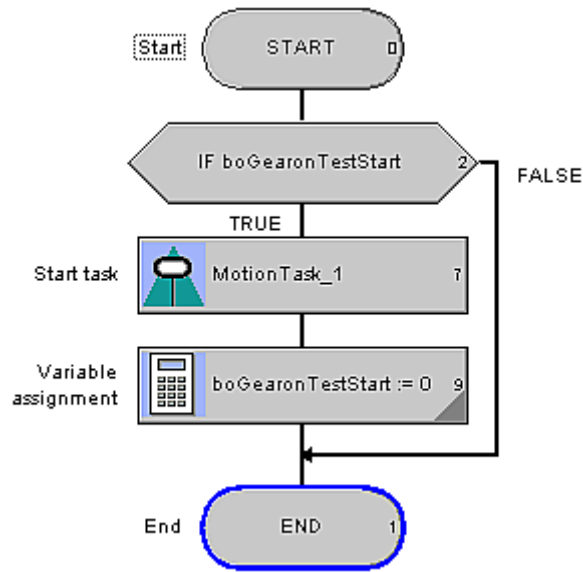 Start
START
0
IF boGearonTestStart
2
FALSE
TRUE
Start task
MotionTask_1
7
Variable
assignment
boGearonTestStart := 0
9
End
END
1